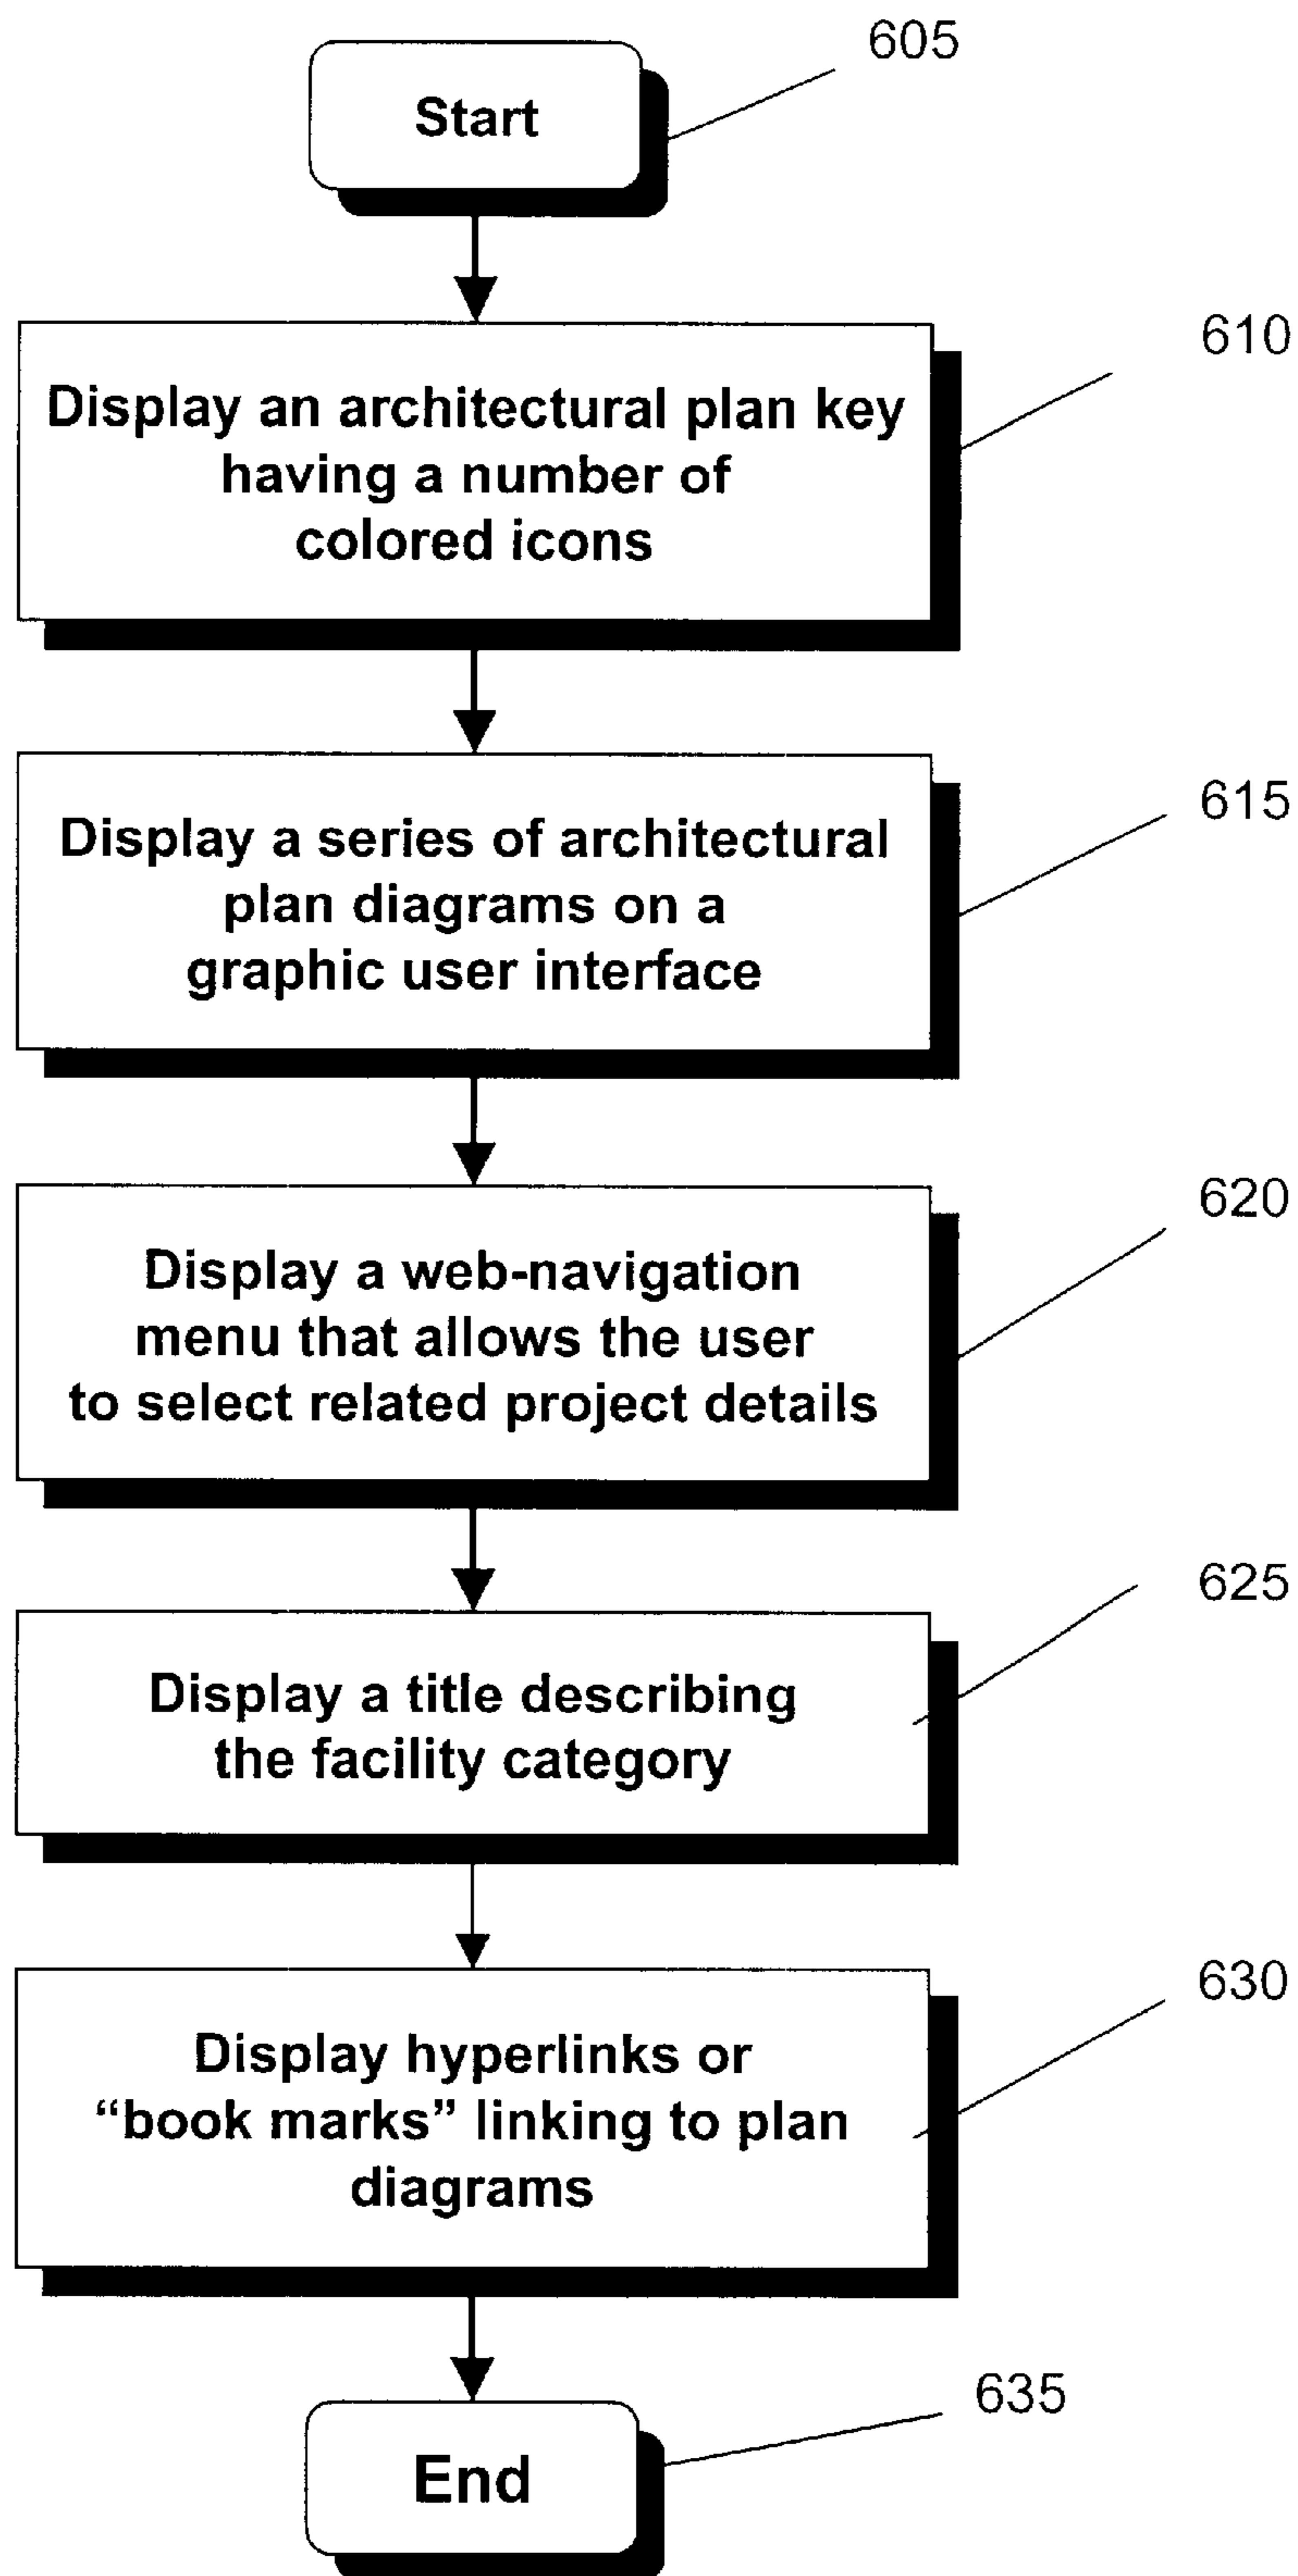 605
Start
610
Display an architectural plan key
having a number of
colored icons
615
Display a series of architectural
plan diagrams on a
graphic user interface
620
Display a web-navigation
menu that allows the user
to select related project details
625
Display a title describing
the facility category
630
Display hyperlinks or
“book marks” linking to plan
diagrams
635
End